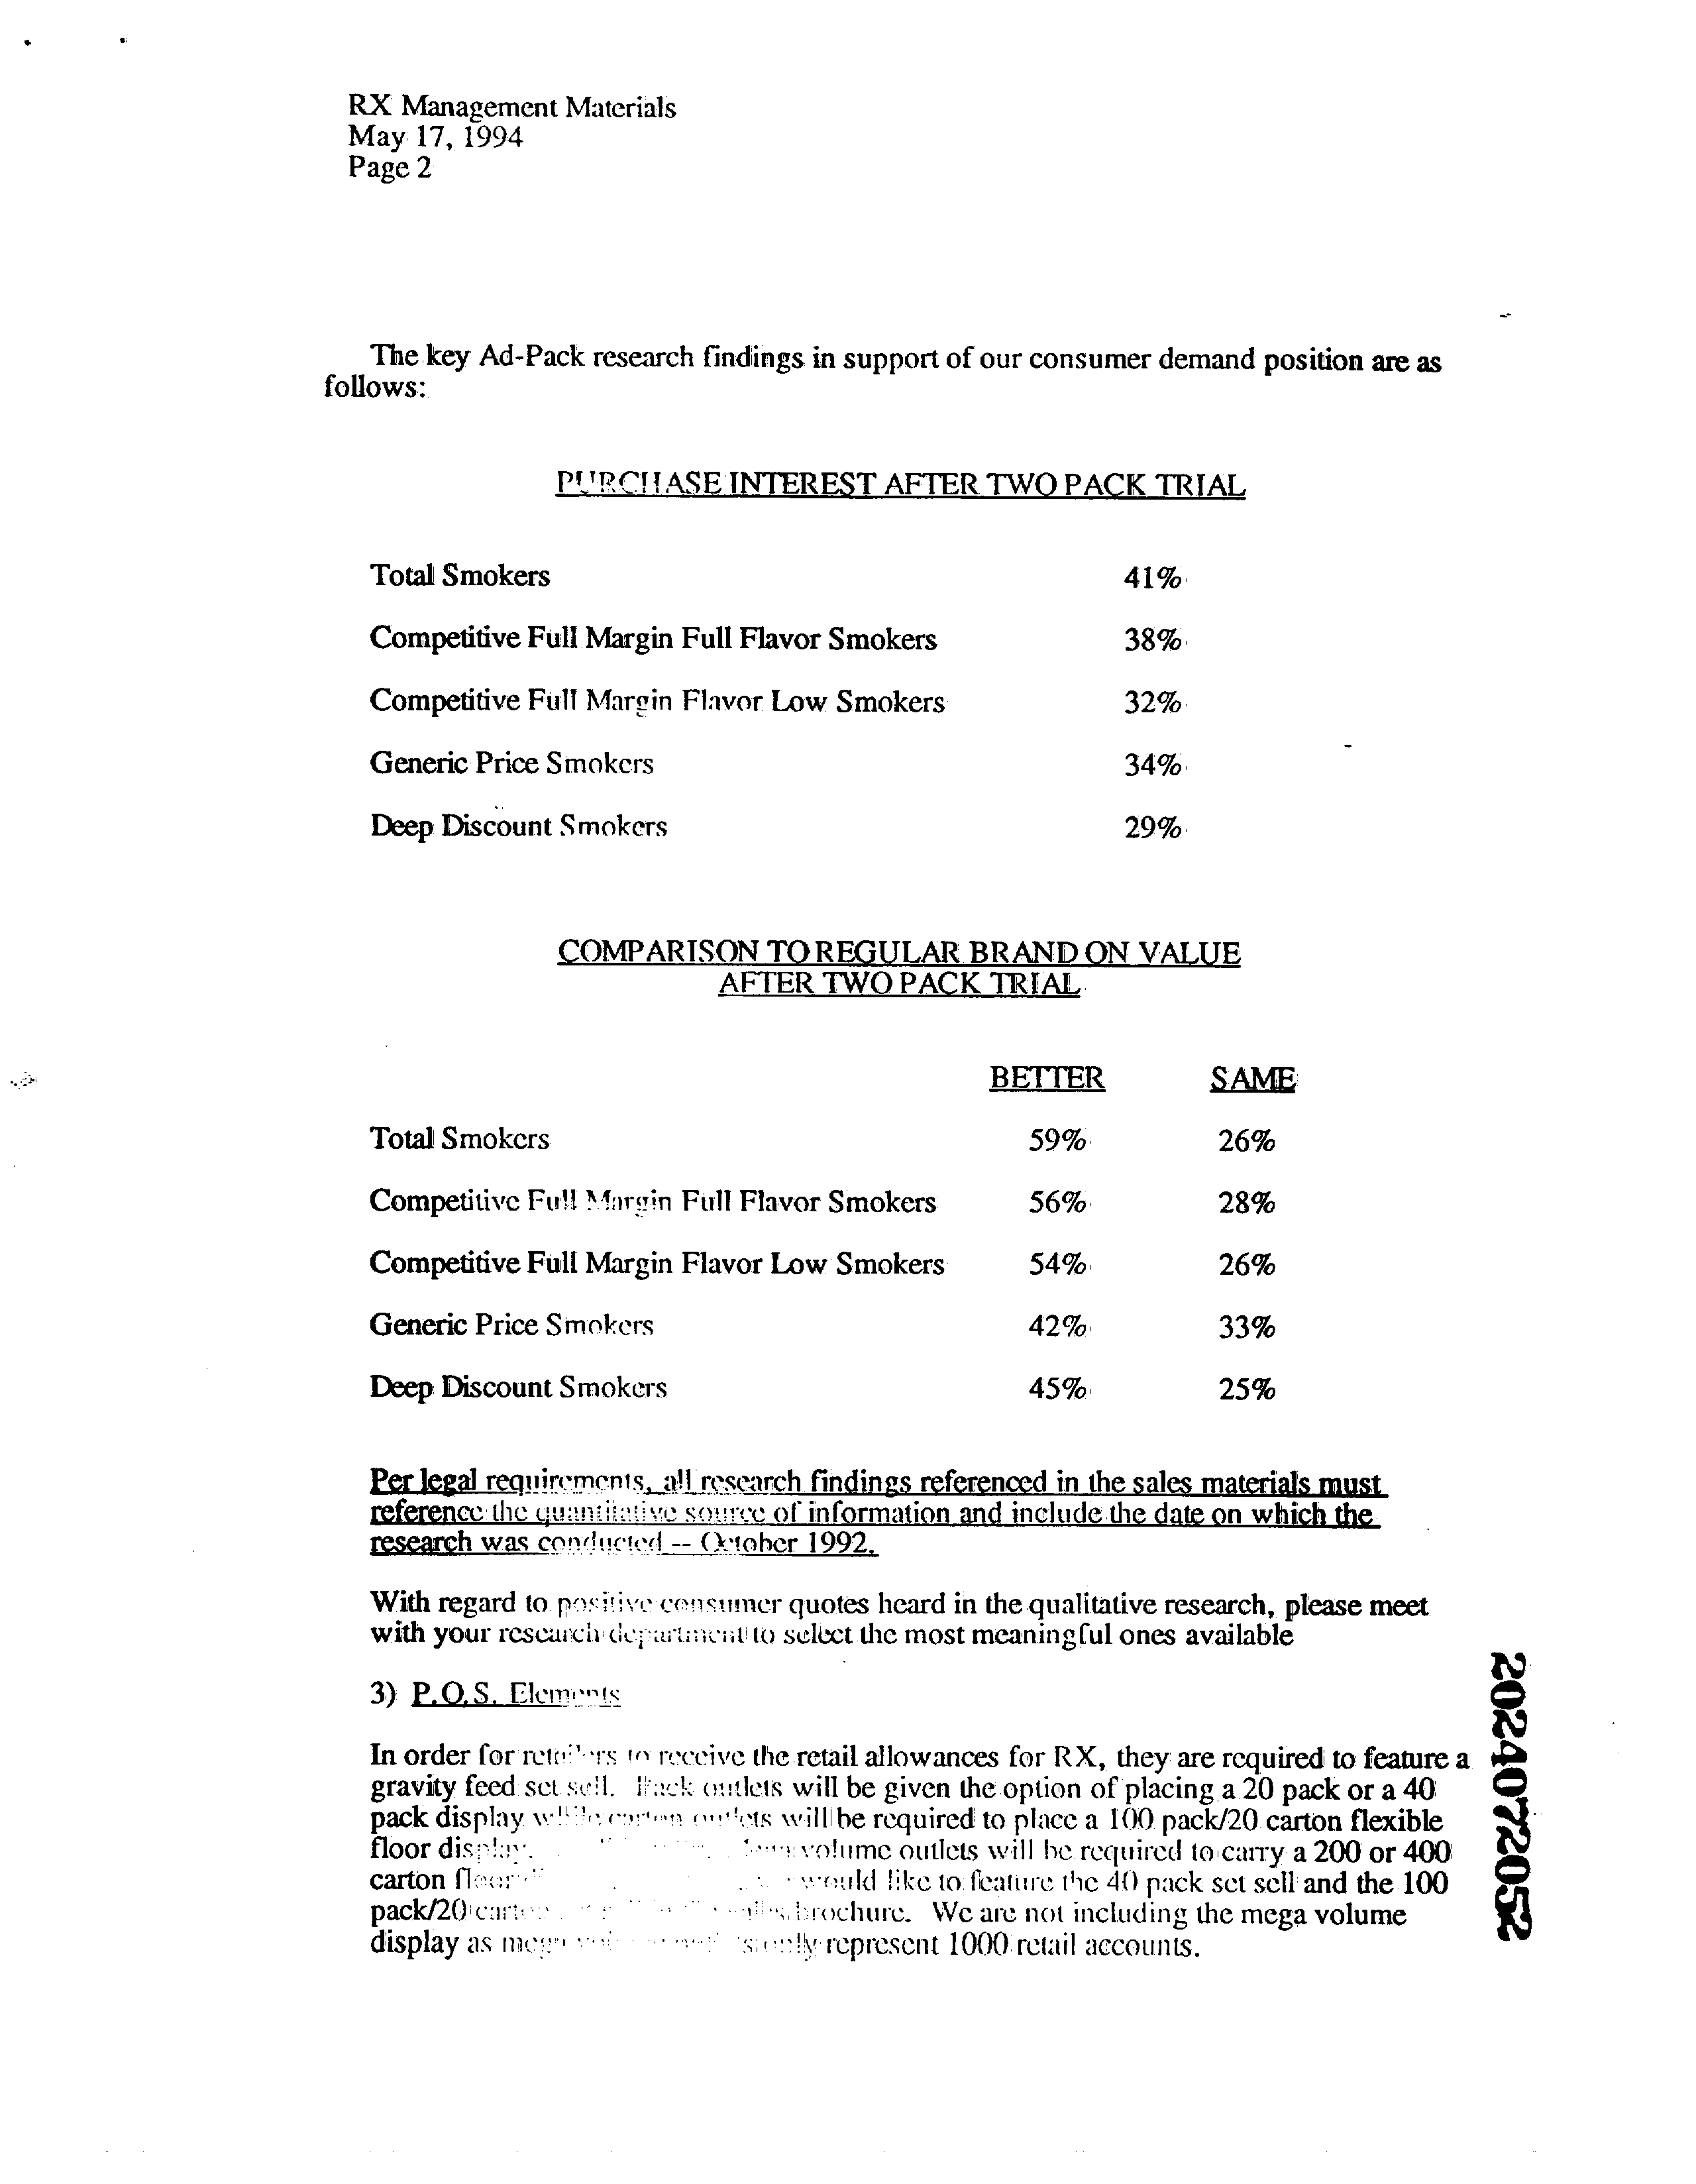 RX Management Materials
May 17, 1994
Page 2
The key Ad-Pack research findings in support of our consumer demand position are as
follows:
PURCHASE INTEREST AFTER TWO PACK TRIAL
Total Smokers 41%
Competitive Full Margin Full Flavor Smokers 38%
Competitive Full Margin Flavor Low Smokers 32%
Generic Price Smokers 34%
Deep Discount Smokers 29%
COMPARISON TO REGULAR BRAND ON VALUE
AFTER TWO PACK TRIAL
BETTER SAME
Total Smokers 59% 26%
Competitive Full Margin Full Flavor Smokers 56% 28%
Competitive Full Margin Flavor Low Smokers 54% 26%
Generic Price Smokers 42% 33%
Deep Discount Smokers 45% 25%
Per legal requirements, all research findings referenced in the sales materials must
reference the quantitative source of information and include the date on which the
research was conducted -- October 1992.
With regard to positive consumer quotes heard in the qualitative research, please meet
with your research department to select the most meaningful ones available
3) P.O.S. Elements
In order for retailers to receive the retail allowances for RX, they are required to feature a
gravity feed set sell. Pack outlets will be given the option of placing a 20 pack or a 40
pack display while carton outlets will be required to place a 100 pack/20 carton flexible
floor display. volume outlets will be required to carry a 200 or 400
carton floor would like to feature the 40 pack set sell and the 100
pack/20 carton brochure. We are not including the mega volume
display as mega only represent 1000 retail accounts.
2024072052